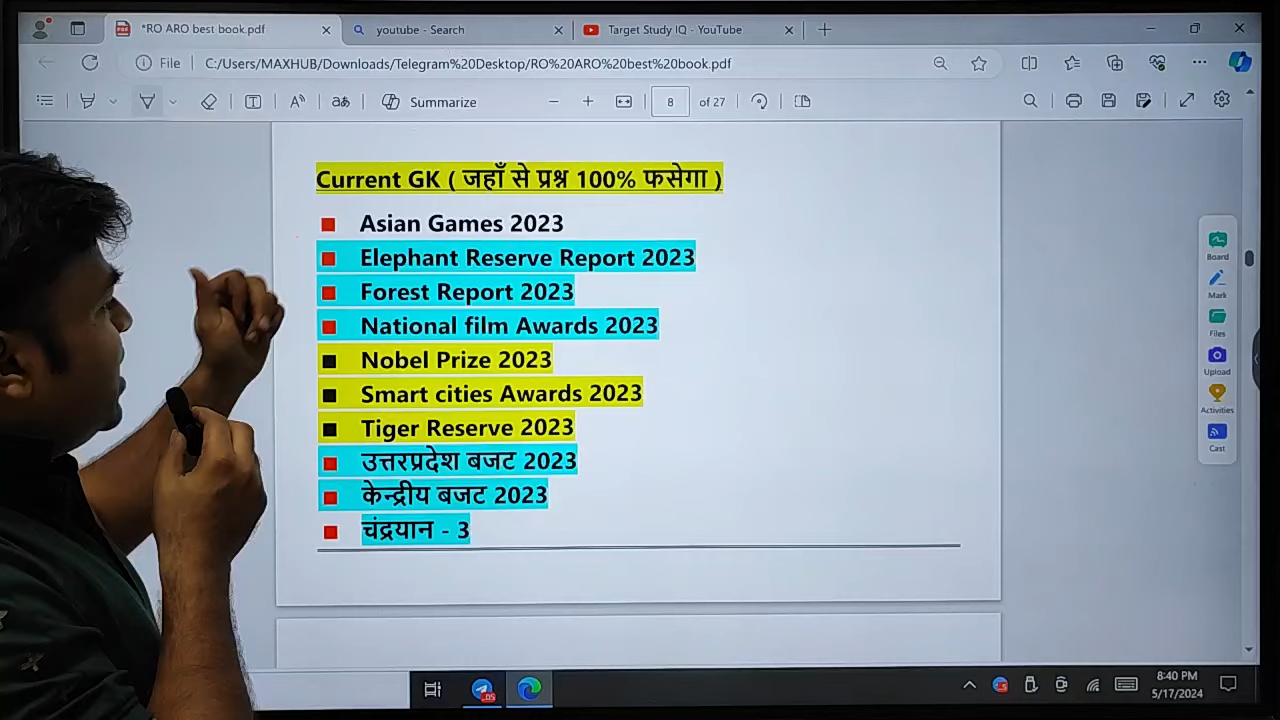 *RO ARO best book.pdf
youtube - Search
Target Study IQ - YouTube
File
C:/Users/MAXHUB/Downloads/Telegram%20Desktop/RO%20ARO%20best%20book.pdf
Summarize
8 of 27
Current GK ( जहाँ से प्रश्न 100% फसेगा )
Asian Games 2023
Elephant Reserve Report 2023
Forest Report 2023
National film Awards 2023
Nobel Prize 2023
Smart cities Awards 2023
Tiger Reserve 2023
उत्तरप्रदेश बजट 2023
केन्द्रीय बजट 2023
चंद्रयान - 3
Board
Mark
Files
Upload
Activities
Cast
8:40 PM
5/17/2024